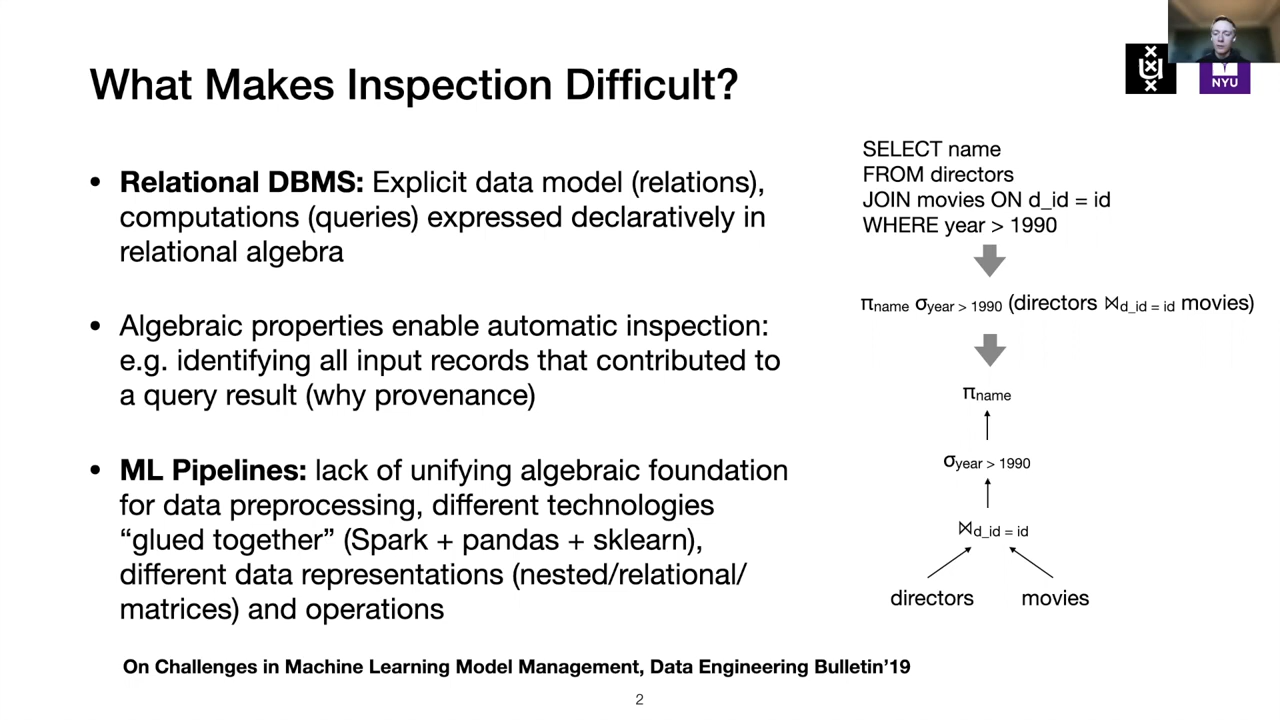 What Makes Inspection Difficult?
• Relational DBMS: Explicit data model (relations),
computations (queries) expressed declaratively in
relational algebra
• Algebraic properties enable automatic inspection:
e.g. identifying all input records that contributed to
a query result (why provenance)
• ML Pipelines: lack of unifying algebraic foundation
for data preprocessing, different technologies
“glued together” (Spark + pandas + sklearn),
different data representations (nested/relational/
matrices) and operations
On Challenges in Machine Learning Model Management, Data Engineering Bulletin’19
2
NYU
SELECT name
FROM directors
JOIN movies ON d_id = id
WHERE year > 1990
πname σyear > 1990 (directors ⋈d_id = id movies)
πname
σyear > 1990
⋈d_id = id
directors movies